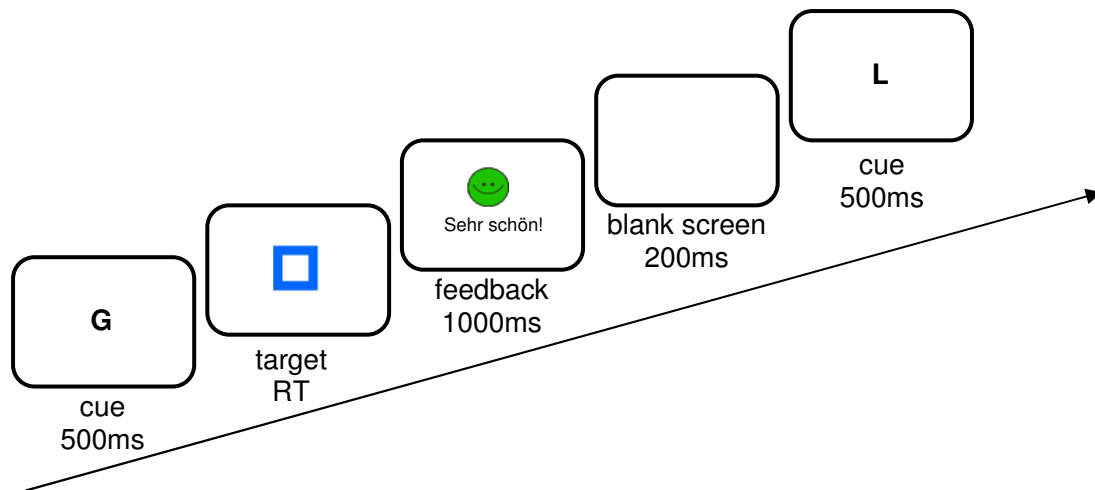 G
cue
500ms
target
RT
Sehr schön!
feedback
1000ms
blank screen
200ms
L
cue
500ms